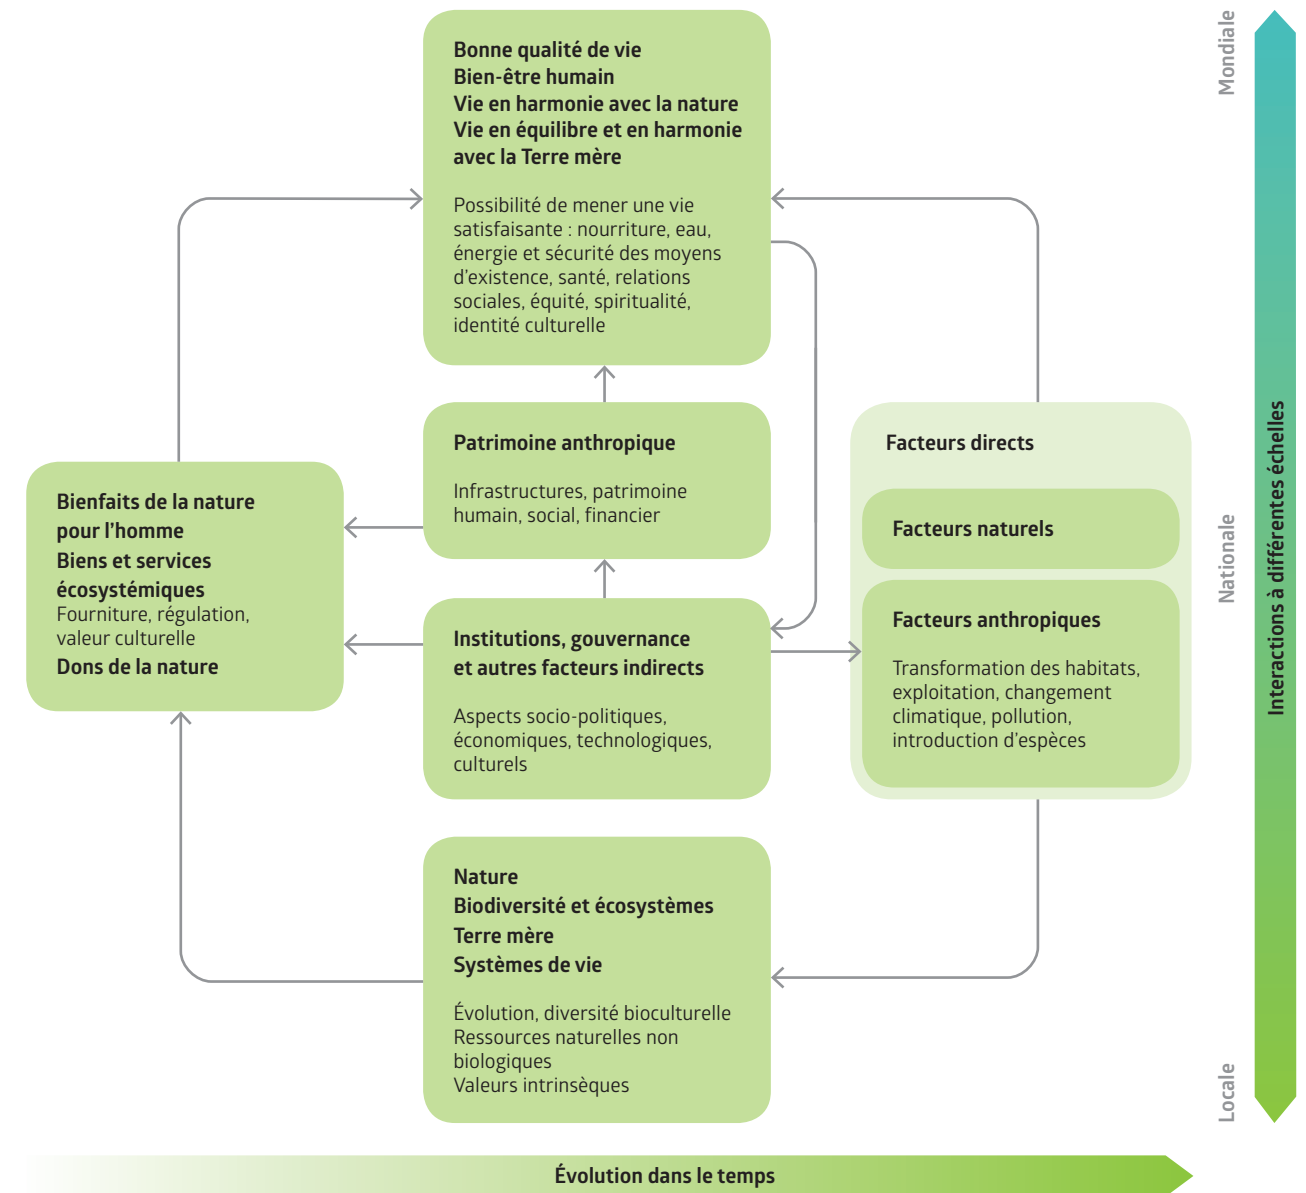 Bonne qualité de vie
Bien-être humain
Vie en harmonie avec la nature
Vie en équilibre et en harmonie
avec la Terre mère
Possibilité de mener une vie
satisfaisante : nourriture, eau,
énergie et sécurité des moyens
d'existence, santé, relations
sociales, équité, spiritualité,
identité culturelle
Patrimoine anthropique
Infrastructures, patrimoine
humain, social, financier
Bienfaits de la nature
pour l'homme
Biens et services
écosystémiques
Fourniture, régulation,
valeur culturelle
Dons de la nature
Institutions, gouvernance
et autres facteurs indirects
Aspects socio-politiques,
économiques, technologiques,
culturels
Facteurs directs
Facteurs naturels
Facteurs anthropiques
Transformation des habitats,
exploitation, changement
climatique, pollution,
introduction d'espèces
Nature
Biodiversité et écosystèmes
Terre mère
Systèmes de vie
Évolution, diversité bioculturelle
Ressources naturelles non
biologiques
Valeurs intrinsèques
Mondiale
Nationale
Locale
Interactions à différentes échelles
Évolution dans le temps